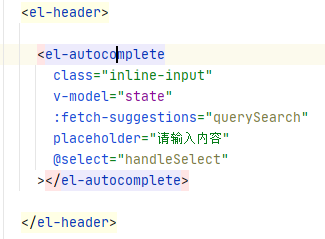 <el-header>
<el-autocomplete
class="inline-input"
v-model="state"
:fetch-suggestions="querySearch"
placeholder="请输入内容"
@select="handleSelect"
></el-autocomplete>
</el-header>